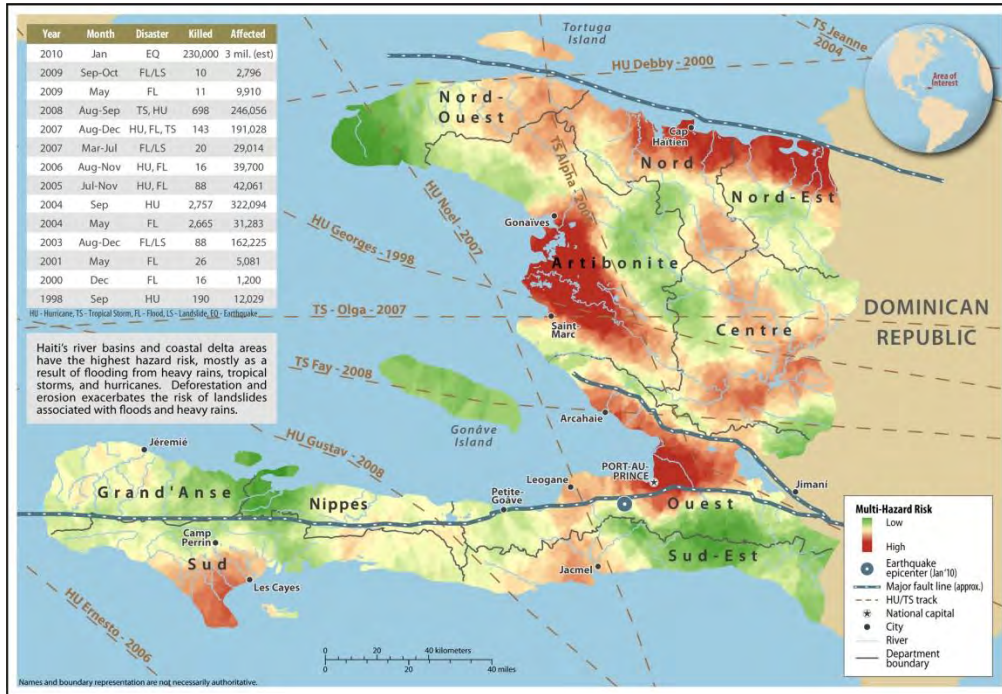 Year Month Disaster Killed Affected
2010 Jan EQ 230,000 3 mil. (est)
2009 Sep-Oct FL/LS 10 2,796
2009 May FL 11 9,910
2008 Aug-Sep TS, HU 698 246,056
2007 Aug-Dec HU, FL, TS 143 191,028
2007 Mar-Jul FL/LS 20 29,014
2006 Aug-Nov HU, FL 16 39,700
2005 Jul-Nov HU, FL 88 42,061
2004 Sep HU 2,757 322,094
2004 May FL 2,665 31,283
2003 Aug-Dec FL/LS 88 162,225
2001 May FL 26 5,081
2000 Dec FL 16 1,200
1998 Sep HU 190 12,029
HU - Hurricane, TS - Tropical Storm, FL - Flood, LS - Landslide, EQ - Earthquake
Haiti's river basins and coastal delta areas
have the highest hazard risk, mostly as a
result of flooding from heavy rains, tropical
storms, and hurricanes. Deforestation and
erosion exacerbates the risk of landslides
associated with floods and heavy rains.
Tortuga
Island
TS Jeanne
2004
HU Debby - 2000
Area of
Interest
Nord-
Ouest
Cap
Haïtien
Nord
Nord-Est
TS Alpha -
HU Noel - 2007
HU Georges - 1998
Gonaïves
Artibonite
TS - Olga - 2007
Saint-
Marc
Centre
DOMINICAN
REPUBLIC
TS Fay - 2008
Gonâve
Island
Arcahaie
HU Gustav - 2008
Jérémie
Grand'Anse
Nippes
Petite-
Goâve
Leogane
PORT-AU-
PRINCE
Ouest
Jimaní
Camp
Perrin
Sud
Les Cayes
Jacmel
Sud-Est
HU Ernesto - 2006
Multi-Hazard Risk
Low
High
Earthquake
epicenter (Jan '10)
Major fault line (approx.)
HU/TS track
National capital
City
River
Department
boundary
0 20 40 kilometers
0 20 40 miles
Names and boundary representation are not necessarily authoritative.